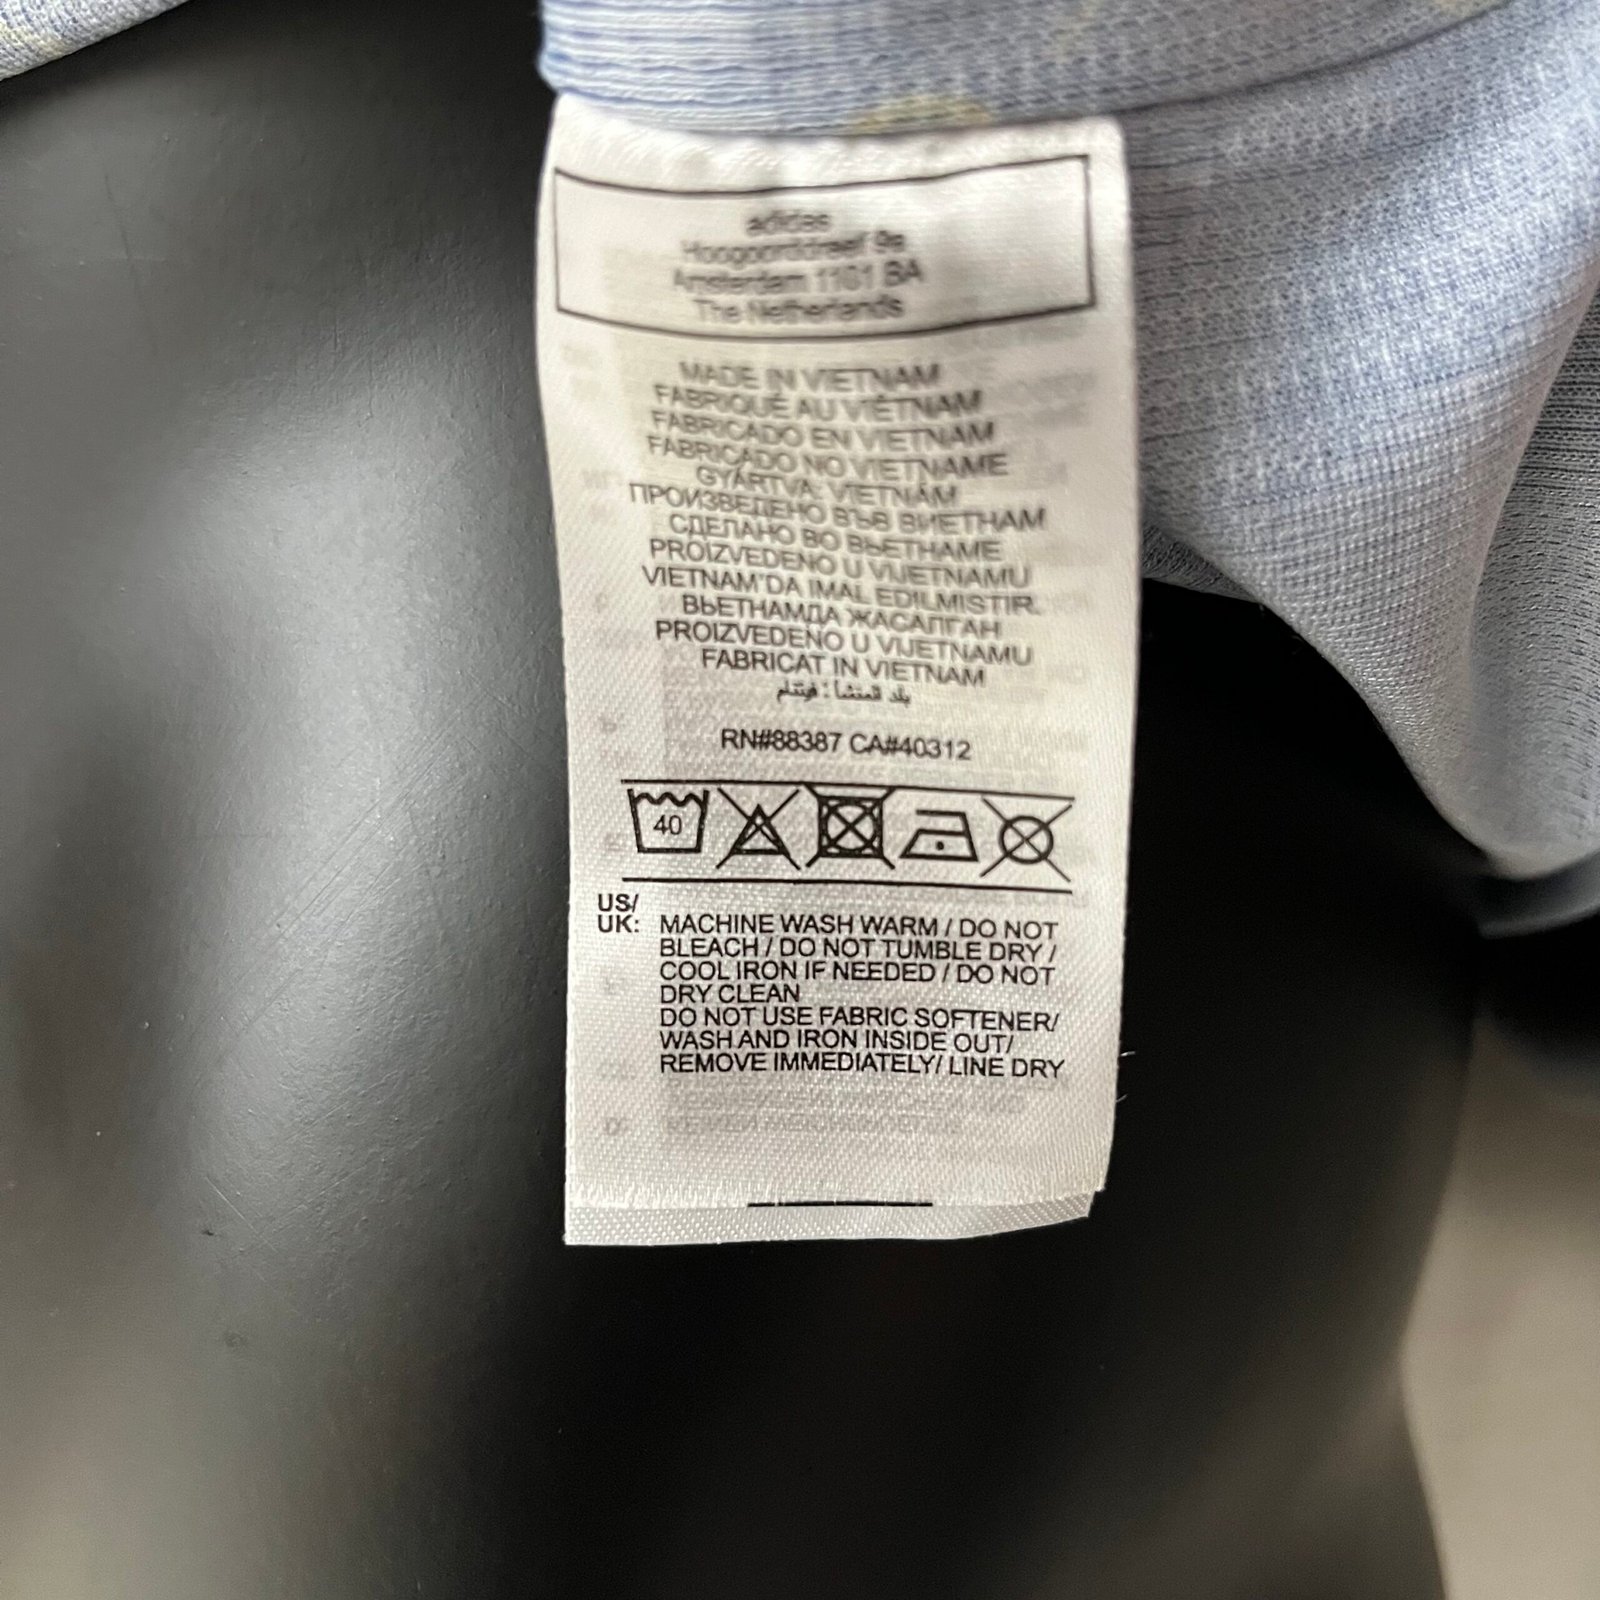 adidas
Hoogoorddreef 9a
Amsterdam 1101 BA
The Netherlands
MADE IN VIETNAM
FABRIQUÉ AU VIÊTNAM
FABRICADO EN VIETNAM
FABRICADO NO VIETNAME
GYÁRTVA: VIETNÁM
ПРОИЗВЕДЕНО ВЪВ ВИЕТНАМ
СДЕЛАНО ВО ВЬЕТНАМЕ
PROIZVEDENO U VIJETNAMU
VIETNAM'DA IMAL EDILMISTIR.
ВЬЕТНАМДА ЖАСАЛҒАН
PROIZVEDENO U VIJETNAMU
FABRICAT IN VIETNAM
بلد المنشأ : فيتنام
RN#88387 CA#40312
40
US/
UK: MACHINE WASH WARM / DO NOT
BLEACH / DO NOT TUMBLE DRY /
COOL IRON IF NEEDED / DO NOT
DRY CLEAN
DO NOT USE FABRIC SOFTENER/
WASH AND IRON INSIDE OUT/
REMOVE IMMEDIATELY/ LINE DRY